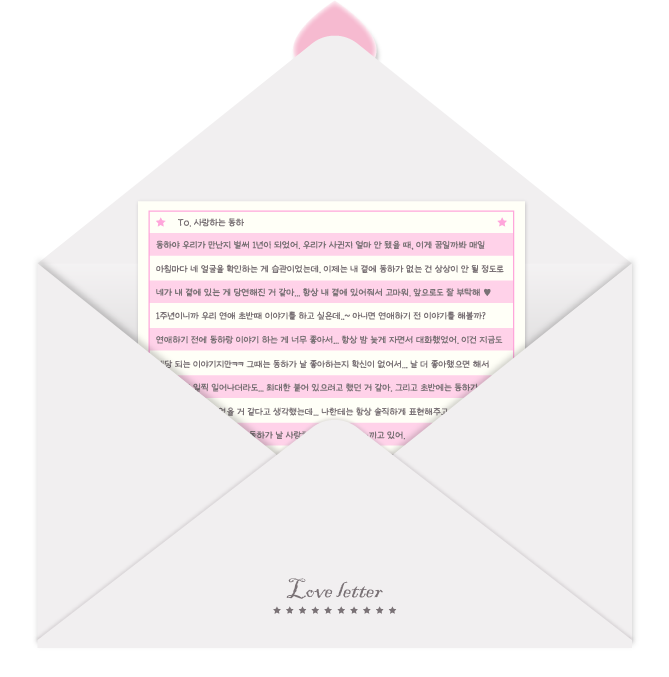 To. 사랑하는 동하
동하야 우리가 만난지 벌써 1년이 되었어. 우리가 사귄지 얼마 안 됐을 때, 이게 꿈일까봐 매일
아침마다 네 얼굴을 확인하는 게 습관이었는데. 이제는 내 곁에 동하가 없는 건 상상이 안 될 정도로
네가 내 곁에 있는 게 당연해진 거 같아... 항상 내 곁에 있어줘서 고마워. 앞으로도 잘 부탁해 ♥
1주년이니까 우리 연애 초반때 이야기를 하고 싶은데..~ 아니면 연애하기 전 이야기를 해볼까?
연애하기 전에 동하랑 이야기 하는 게 너무 좋아서... 항상 밤 늦게 자면서 대화했었어. 이건 지금도
되는 이야기지만ㅋㅋ 그때는 동하가 날 좋아하는지 확신이 없어서... 날 더 좋아했으면 해서
일찍 일어나더라도... 최대한 붙어 있으려고 했던 거 같아. 그리고 초반에는 동하가
거 같다고 생각했는데... 나한테는 항상 솔직하게 표현해주고
동하가 날 끼고 있어.
Love letter